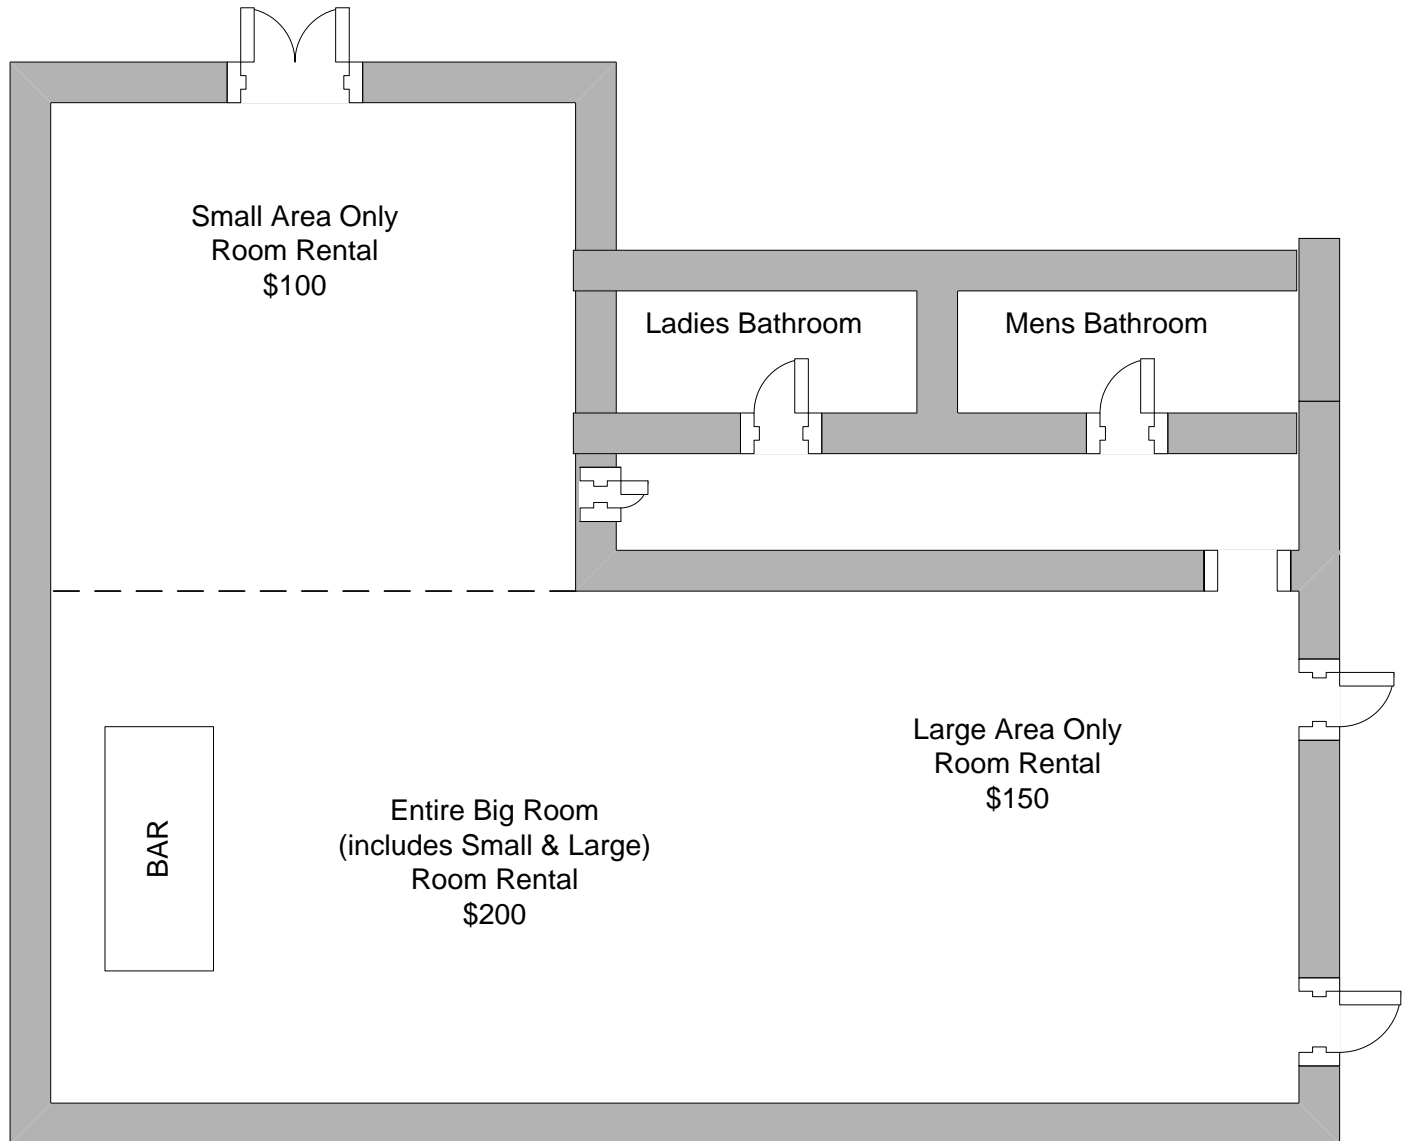 Small Area Only
Room Rental
$100
Ladies Bathroom
Mens Bathroom
Large Area Only
Room Rental
$150
Entire Big Room
(includes Small & Large)
Room Rental
$200
BAR